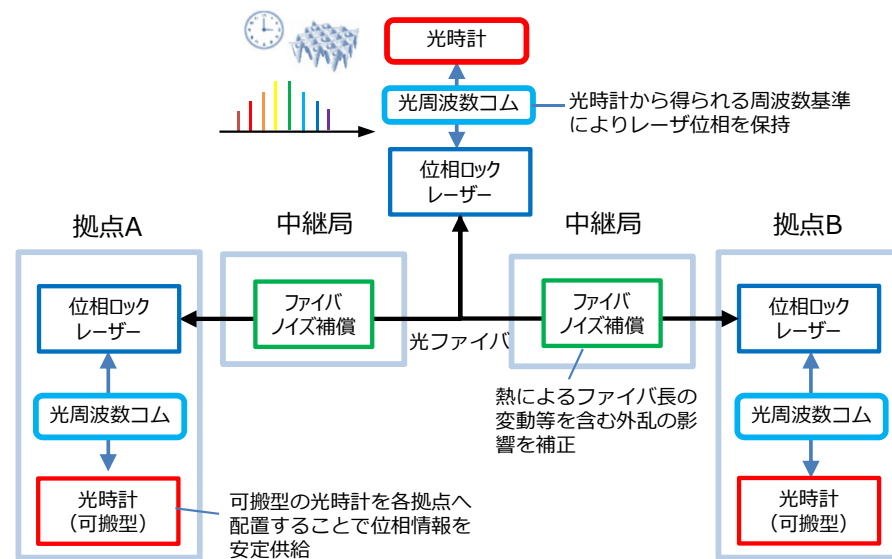 光時計
光周波数コム
光時計から得られる周波数基準
によりレーザ位相を保持
位相ロック
レーザー
拠点A
中継局
中継局
拠点B
位相ロック
レーザー
ファイバ
ノイズ補償
光ファイバ
ファイバ
ノイズ補償
位相ロック
レーザー
光周波数コム
熱によるファイバ長の
変動等を含む外乱の影
響を補正
光周波数コム
光時計
（可搬型）
可搬型の光時計を各拠点へ
配置することで位相情報を
安定供給
光時計
（可搬型）